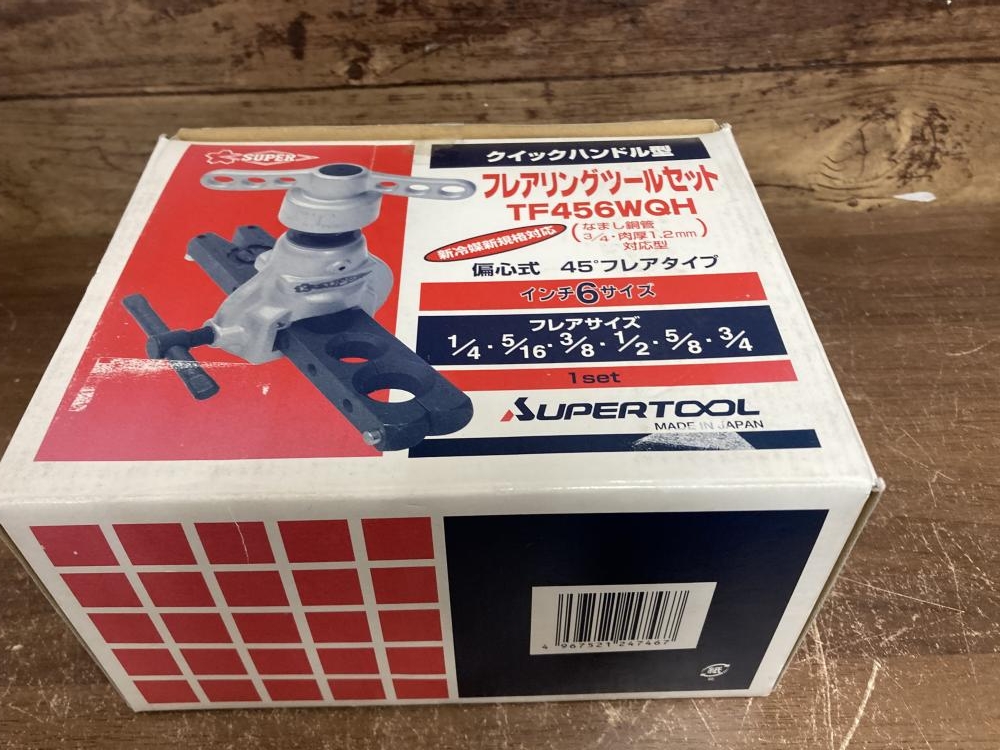 SUPER
クイックハンドル型
フレアリングツールセット
TF456WQH
新冷媒新規格対応
(なまし銅管
3/4・肉厚1.2mm)
対応型
偏心式 45°フレアタイプ
インチ6サイズ
フレアサイズ
1/4・5/16・3/8・1/2・5/8・3/4
1set
SUPERTOOL
MADE IN JAPAN
4 967521 247467
紙